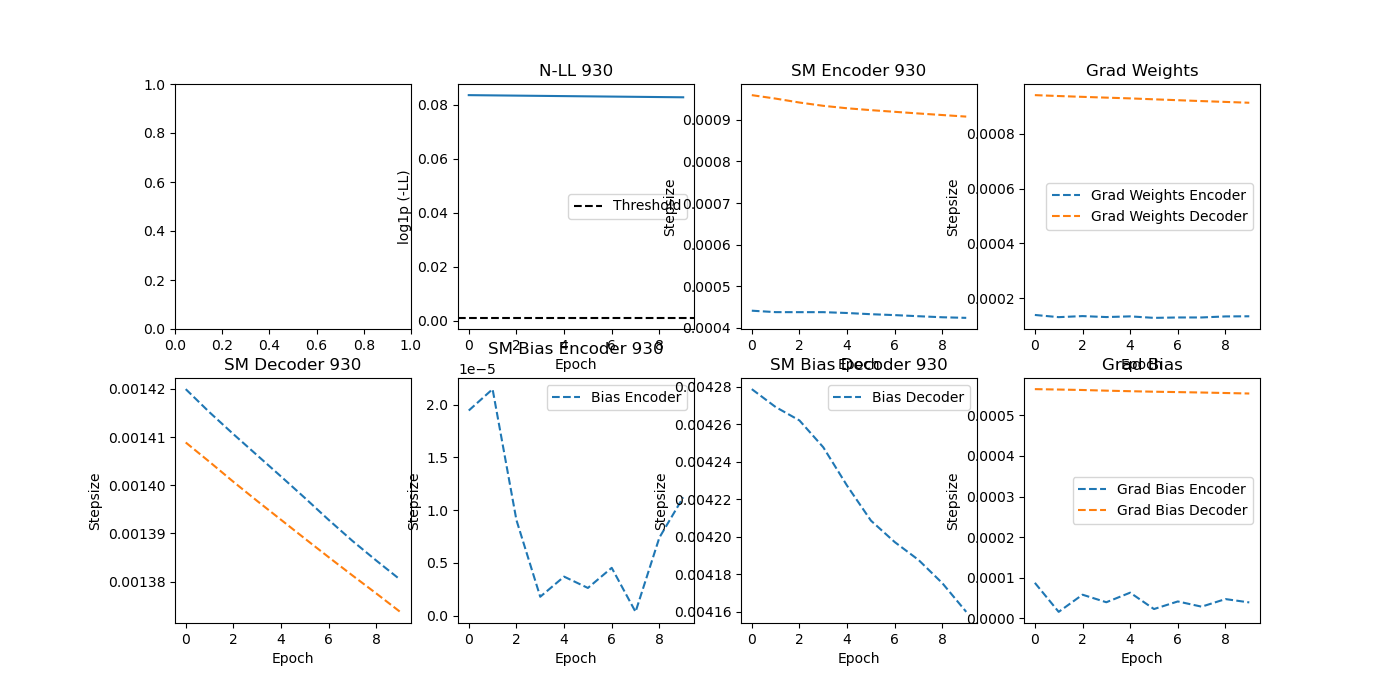 1.0
0.8
0.6
0.4
0.2
0.0
0.0 0.2 0.4 0.6 0.8 1.0
N-LL 930
log1p (-LL)
0.08
0.06
0.04
0.02
0.00
Threshold
0 2 4 6 8
Epoch
SM Encoder 930
Stepsize
0.0009
0.0008
0.0007
0.0006
0.0005
0.0004
0 2 4 6 8
Epoch
Grad Weights
Stepsize
0.0008
0.0006
0.0004
0.0002
Grad Weights Encoder
Grad Weights Decoder
0 2 4 6 8
Epoch
SM Decoder 930
Stepsize
0.00142
0.00141
0.00140
0.00139
0.00138
0 2 4 6 8
Epoch
SM Bias Encoder 930
1e−5
Stepsize
2.0
1.5
1.0
0.5
0.0
Bias Encoder
0 2 4 6 8
Epoch
SM Bias Decoder 930
Stepsize
0.00428
0.00426
0.00424
0.00422
0.00420
0.00418
0.00416
Bias Decoder
0 2 4 6 8
Epoch
Grad Bias
Stepsize
0.0005
0.0004
0.0003
0.0002
0.0001
0.0000
Grad Bias Encoder
Grad Bias Decoder
0 2 4 6 8
Epoch